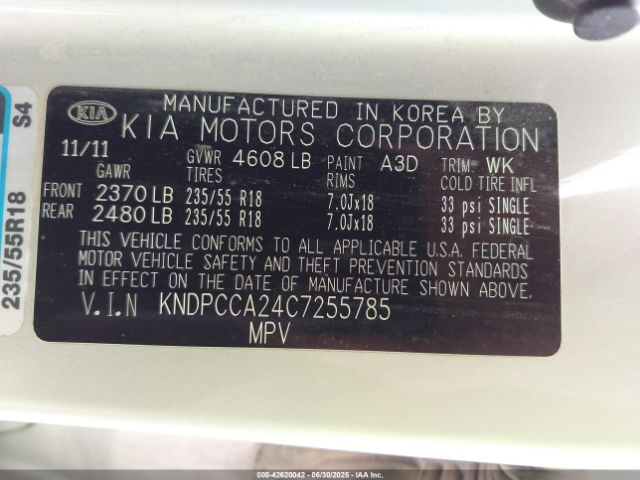 KIA
MANUFACTURED IN KOREA BY
KIA MOTORS CORPORATION
11/11 GVWR 4608 LB PAINT A3D TRIM: WK
GAWR TIRES RIMS COLD TIRE INFL
FRONT 2370 LB 235/55 R18 7.0Jx18 33 psi SINGLE
REAR 2480 LB 235/55 R18 7.0Jx18 33 psi SINGLE
THIS VEHICLE CONFORMS TO ALL APPLICABLE U.S.A. FEDERAL
MOTOR VEHICLE SAFETY AND THEFT PREVENTION STANDARDS
IN EFFECT ON THE DATE OF MANUFACTURE SHOWN ABOVE.
V.I.N KNDPCCA24C7255785
MPV
S4
235/55R18
000-42620042 - 06/30/2025 - IAA Inc. - Copyright